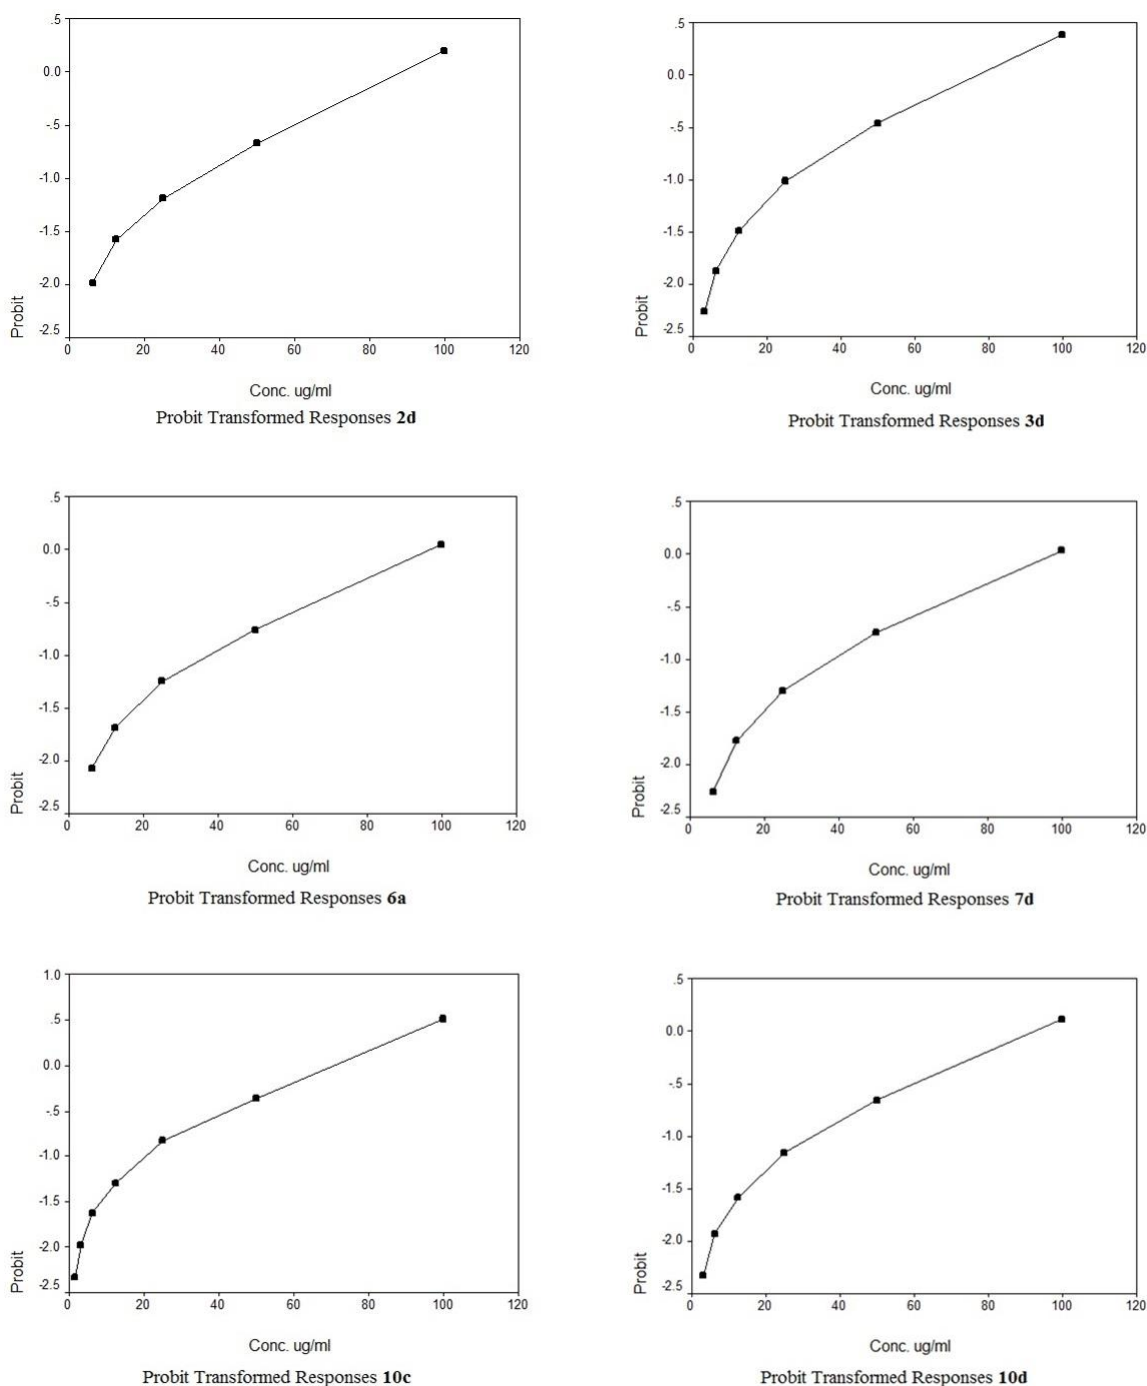 .5
0.0
-.5
-1.0
-1.5
-2.0
-2.5
Probit
0 20 40 60 80 100 120
Conc. ug/ml
Probit Transformed Responses 2d
.5
0.0
-.5
-1.0
-1.5
-2.0
-2.5
Probit
0 20 40 60 80 100 120
Conc. ug/ml
Probit Transformed Responses 3d
.5
0.0
-.5
-1.0
-1.5
-2.0
-2.5
Probit
0 20 40 60 80 100 120
Conc. ug/ml
Probit Transformed Responses 6a
.5
0.0
-.5
-1.0
-1.5
-2.0
-2.5
Probit
0 20 40 60 80 100 120
Conc. ug/ml
Probit Transformed Responses 7d
1.0
.5
0.0
-.5
-1.0
-1.5
-2.0
-2.5
Probit
0 20 40 60 80 100 120
Conc. ug/ml
Probit Transformed Responses 10c
.5
0.0
-.5
-1.0
-1.5
-2.0
-2.5
Probit
0 20 40 60 80 100 120
Conc. ug/ml
Probit Transformed Responses 10d